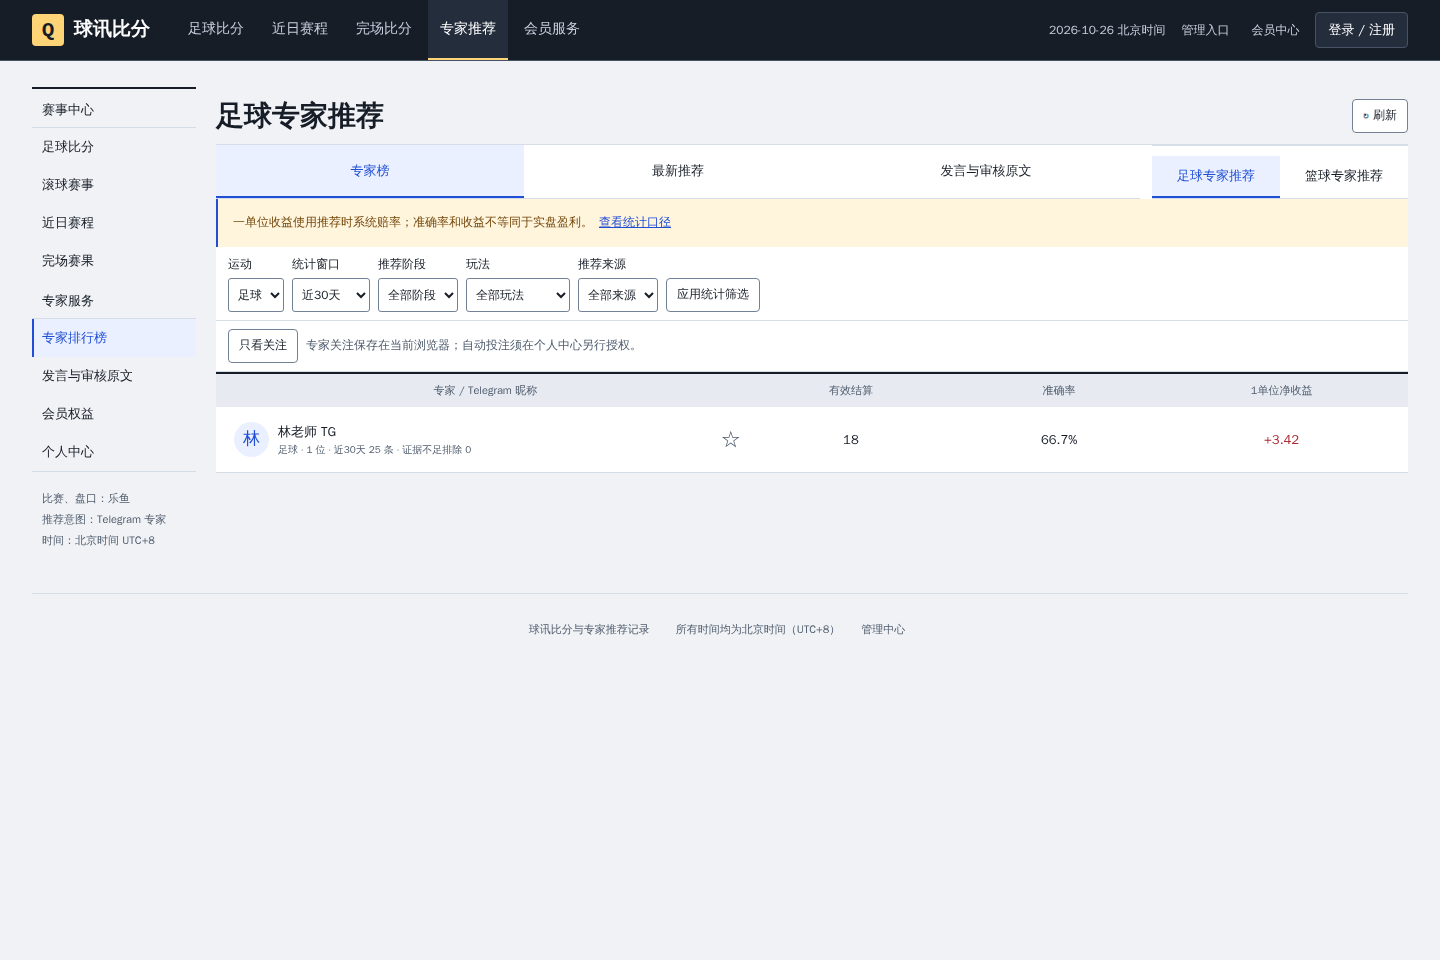 Q 球讯比分 足球比分 近日赛程 完场比分 专家推荐 会员服务 2026-10-26 北京时间 管理入口 会员中心 登录 / 注册
赛事中心
足球比分
滚球赛事
近日赛程
完场赛果
专家服务
专家排行榜
发言与审核原文
会员权益
个人中心
比赛、盘口：乐鱼
推荐意图：Telegram 专家
时间：北京时间 UTC+8
足球专家推荐 刷新
专家榜 最新推荐 发言与审核原文 足球专家推荐 篮球专家推荐
一单位收益使用推荐时系统赔率；准确率和收益不等同于实盘盈利。 查看统计口径
运动 统计窗口 推荐阶段 玩法 推荐来源
足球 近30天 全部阶段 全部玩法 全部来源 应用统计筛选
只看关注 专家关注保存在当前浏览器；自动投注须在个人中心另行授权。
专家 / Telegram 昵称 有效结算 准确率 1单位净收益
林 林老师 TG ☆ 18 66.7% +3.42
足球 · 1 位 · 近30天 25 条 · 证据不足排除 0
球讯比分与专家推荐记录 所有时间均为北京时间（UTC+8） 管理中心